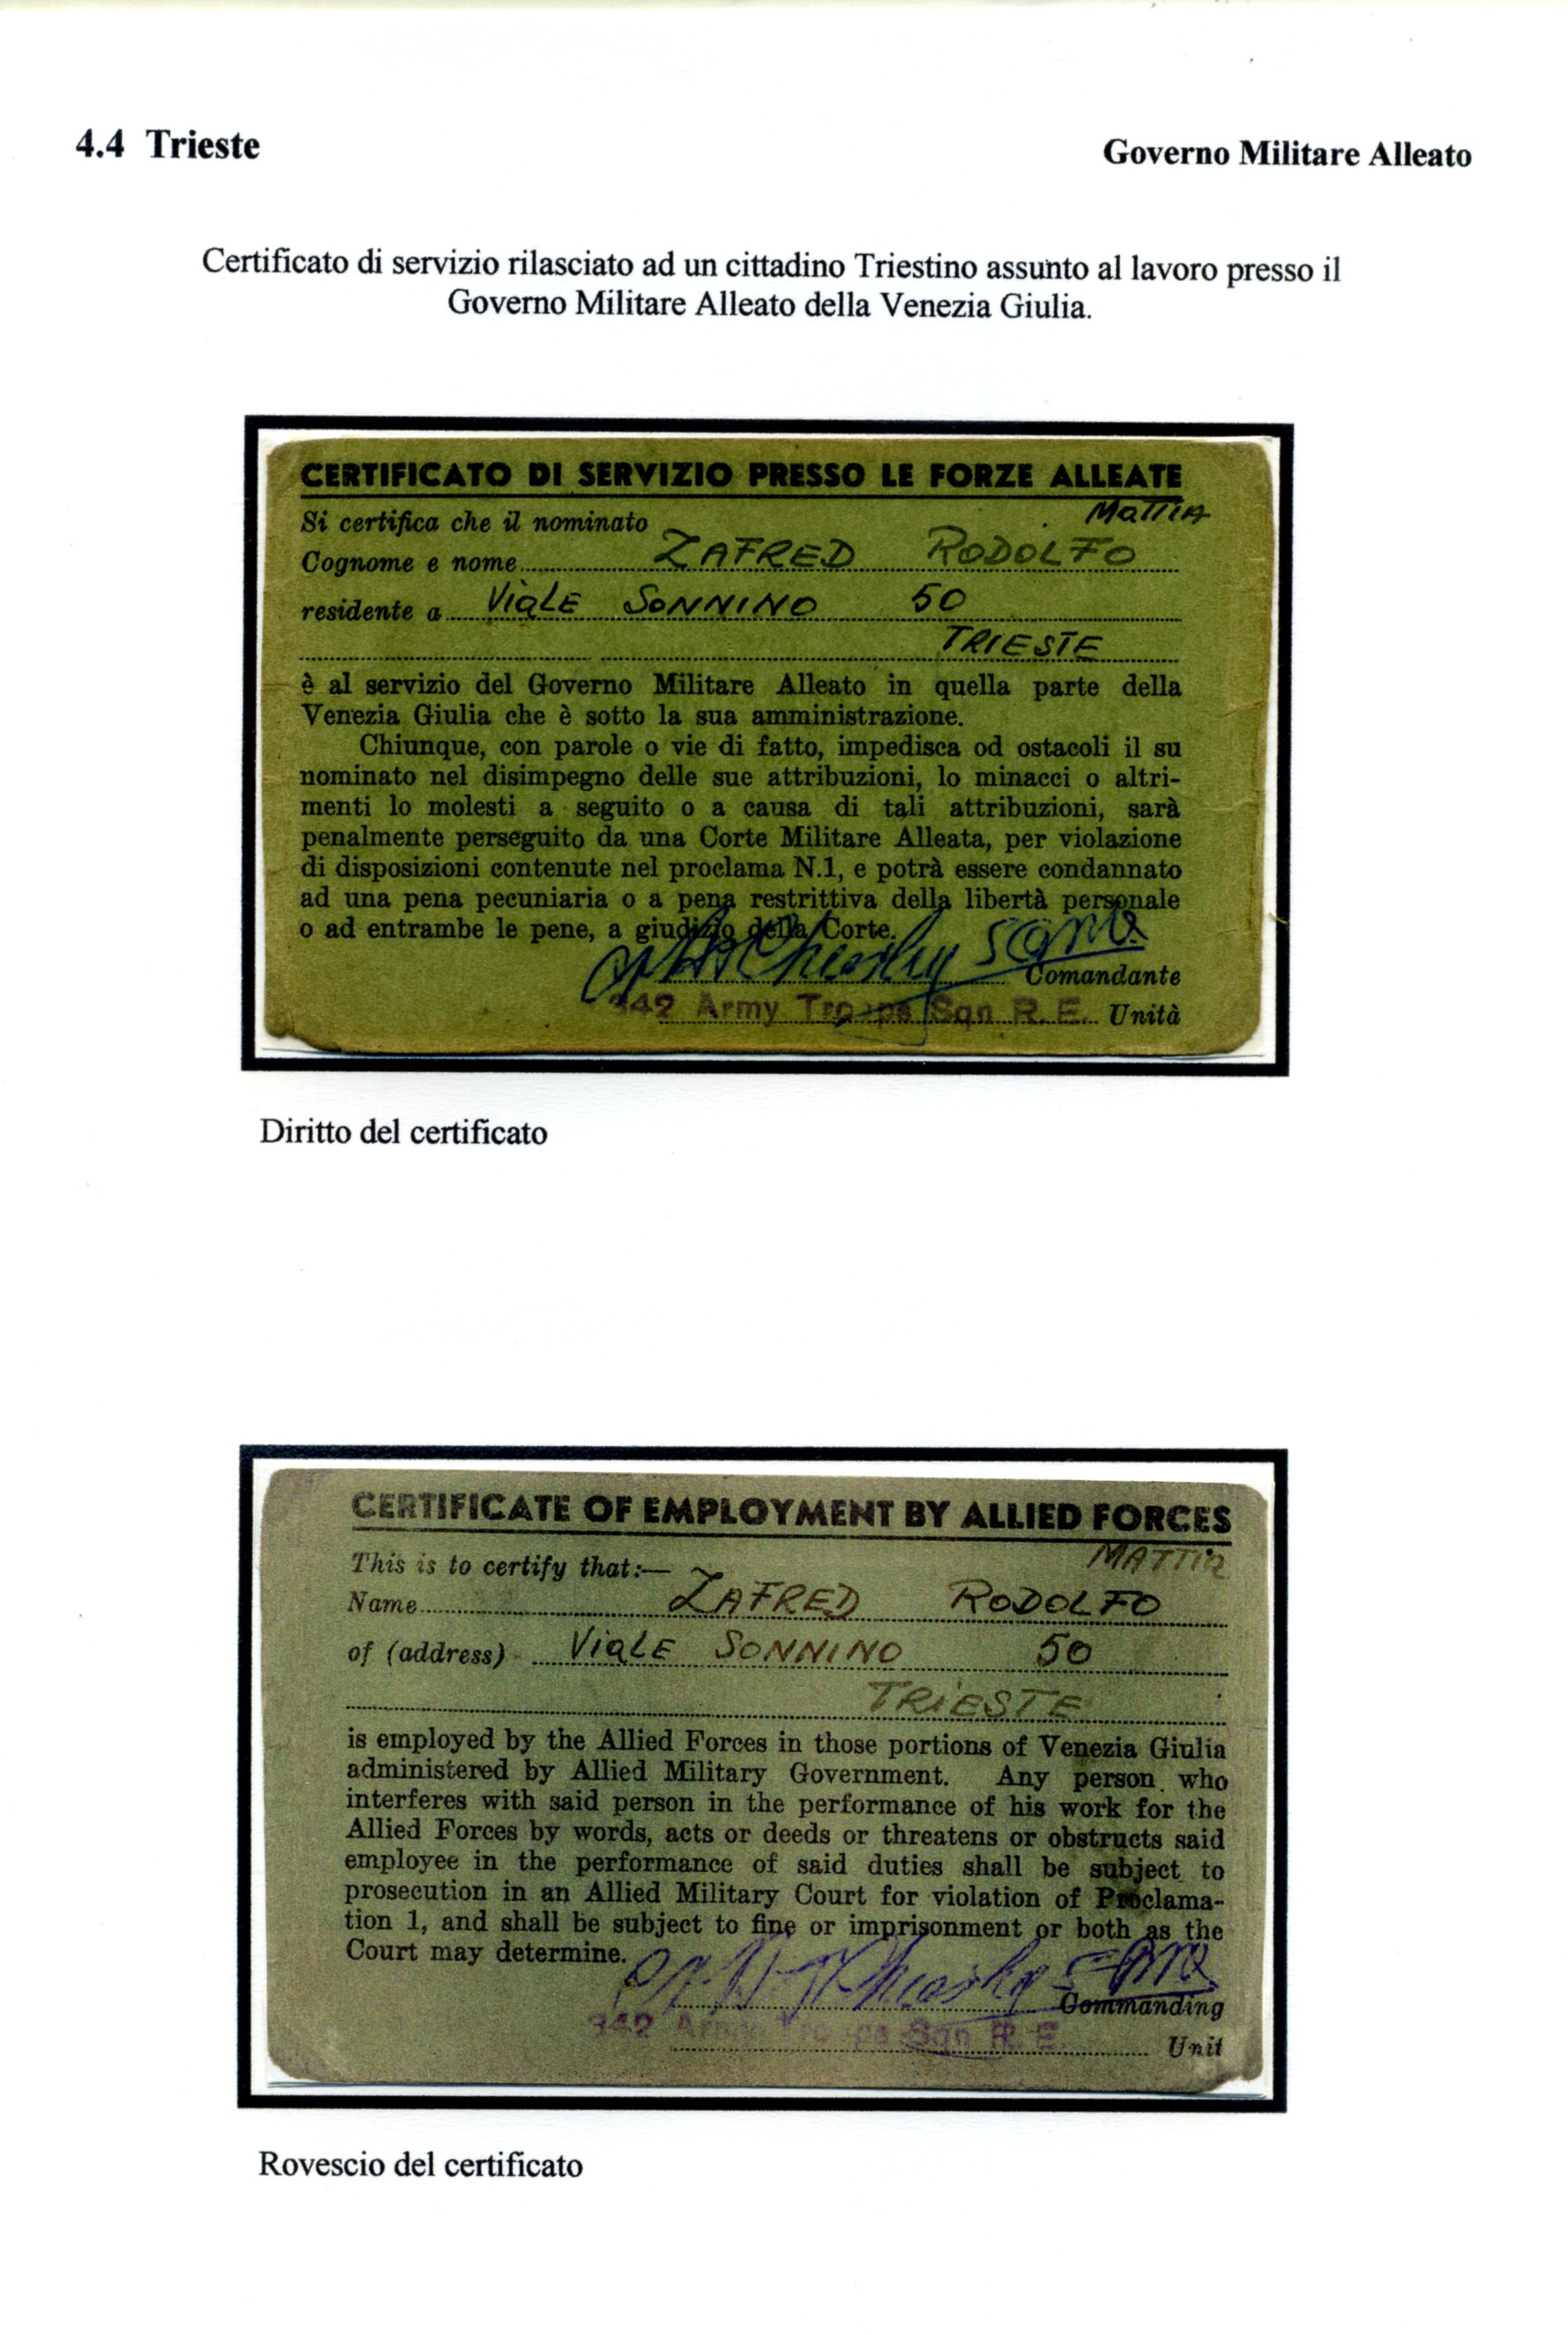 4.4 Trieste
Governo Militare Alleato
Certificato di servizio rilasciato ad un cittadino Triestino assunto al lavoro presso il
Governo Militare Alleato della Venezia Giulia.
CERTIFICATO DI SERVIZIO PRESSO LE FORZE ALLEATE
Si certifica che il nominato MaTTIA
Cognome e nome ZAFRED RODOLFO
residente a ViaLE SONNINO 50
TRIESTE
è al servizio del Governo Militare Alleato in quella parte della
Venezia Giulia che è sotto la sua amministrazione.
Chiunque, con parole o vie di fatto, impedisca od ostacoli il su
nominato nel disimpegno delle sue attribuzioni, lo minacci o altri-
menti lo molesti a seguito o a causa di tali attribuzioni, sarà
penalmente perseguito da una Corte Militare Alleata, per violazione
di disposizioni contenute nel proclama N.1, e potrà essere condannato
ad una pena pecuniaria o a pena restrittiva della libertà personale
o ad entrambe le pene, a giudizio della Corte.
Comandante
342 Army Troops Sqn R.E. Unità
Diritto del certificato
CERTIFICATE OF EMPLOYMENT BY ALLIED FORCES
This is to certify that:— MATTIa
Name ZAFRED RODOLFO
of (address) ViaLE SONNINO 50
TRiESTE
is employed by the Allied Forces in those portions of Venezia Giulia
administered by Allied Military Government. Any person who
interferes with said person in the performance of his work for the
Allied Forces by words, acts or deeds or threatens or obstructs said
employee in the performance of said duties shall be subject to
prosecution in an Allied Military Court for violation of Proclama-
tion 1, and shall be subject to fine or imprisonment or both as the
Court may determine.
Commanding
342 Army Troops Sqn R.E. Unit
Rovescio del certificato